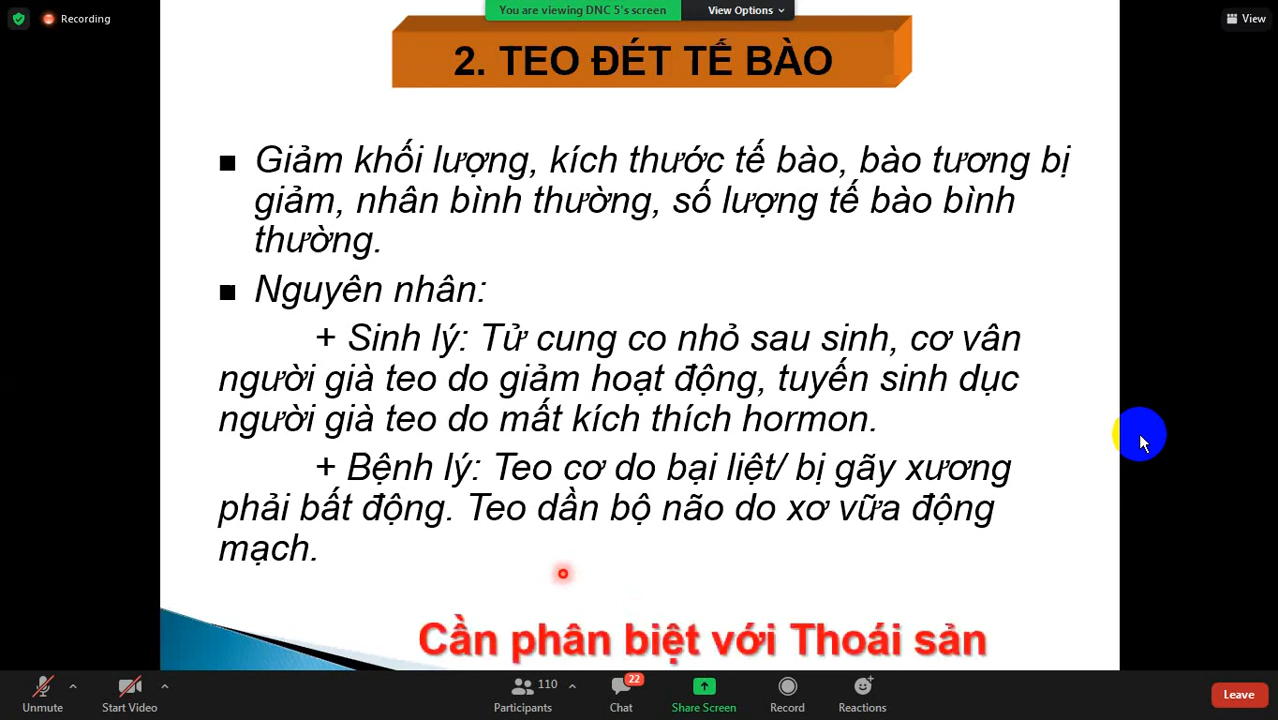 Recording
You are viewing DNC 5's screen
View Options
View
2. TEO ĐÉT TẾ BÀO
Giảm khối lượng, kích thước tế bào, bào tương bị
giảm, nhân bình thường, số lượng tế bào bình
thường.
Nguyên nhân:
+ Sinh lý: Tử cung co nhỏ sau sinh, cơ vân
người già teo do giảm hoạt động, tuyến sinh dục
người già teo do mất kích thích hormon.
+ Bệnh lý: Teo cơ do bại liệt/ bị gãy xương
phải bất động. Teo dần bộ não do xơ vữa động
mạch.
Cần phân biệt với Thoái sản
Unmute
Start Video
110
Participants
22
Chat
Share Screen
Record
Reactions
Leave